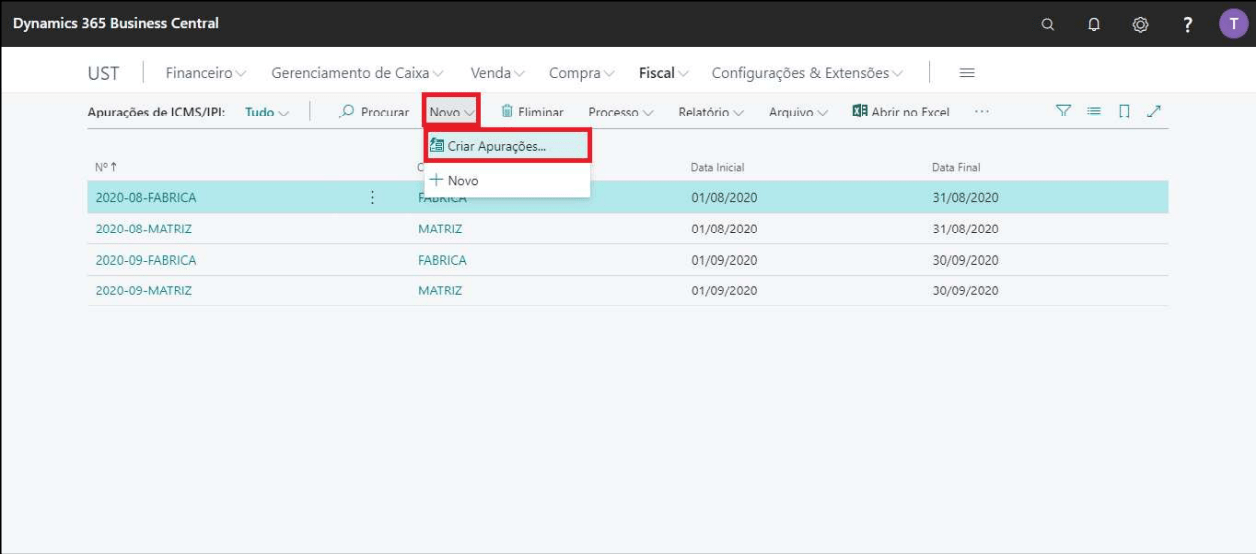 Dynamics 365 Business Central ? T
UST Financeiro Gerenciamento de Caixa Venda Compra Fiscal Configurações & Extensões
Apurações de ICMS/IPI: Tudo Procurar Novo Eliminar Processo Relatório Arquivo Abrir no Excel ...
Criar Apurações...
Nº ↑ Data Inicial Data Final
+ Novo
2020-08-FABRICA FABRICA 01/08/2020 31/08/2020
2020-08-MATRIZ MATRIZ 01/08/2020 31/08/2020
2020-09-FABRICA FABRICA 01/09/2020 30/09/2020
2020-09-MATRIZ MATRIZ 01/09/2020 30/09/2020